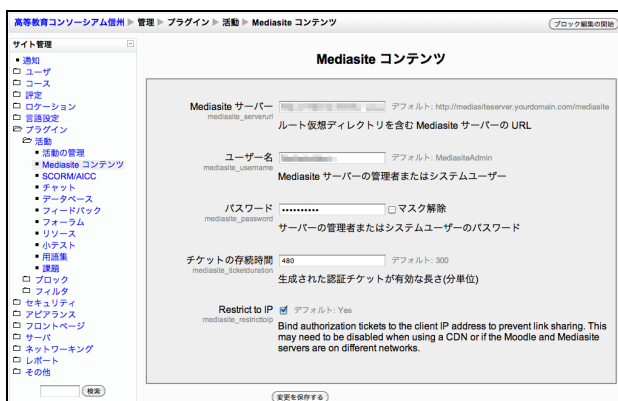 高等教育コンソーシアム信州 ▶ 管理 ▶ プラグイン ▶ 活動 ▶ Mediasite コンテンツ
ブロック編集の開始
サイト管理
通知
ユーザ
コース
評定
ロケーション
言語設定
プラグイン
活動
活動の管理
Mediasite コンテンツ
SCORM/AICC
チャット
データベース
フィードバック
フォーラム
リソース
小テスト
用語集
課題
ブロック
フィルタ
セキュリティ
アピアランス
フロントページ
サーバ
ネットワーキング
レポート
その他
検索
Mediasite コンテンツ
Mediasite サーバー
デフォルト: http://mediasiteserver.yourdomain.com/mediasite
mediasite_serverurl
ルート仮想ディレクトリを含む Mediasite サーバーの URL
ユーザー名
デフォルト: MediasiteAdmin
mediasite_username
Mediasite サーバーの管理者またはシステムユーザー
パスワード
••••••••••
マスク解除
mediasite_password
サーバーの管理者またはシステムユーザーのパスワード
チケットの存続時間
480
デフォルト: 300
mediasite_ticketduration
生成された認証チケットが有効な長さ(分単位)
Restrict to IP
デフォルト: Yes
mediasite_restricttoip
Bind authorization tickets to the client IP address to prevent link sharing. This
may need to be disabled when using a CDN or if the Moodle and Mediasite
servers are on different networks.
変更を保存する